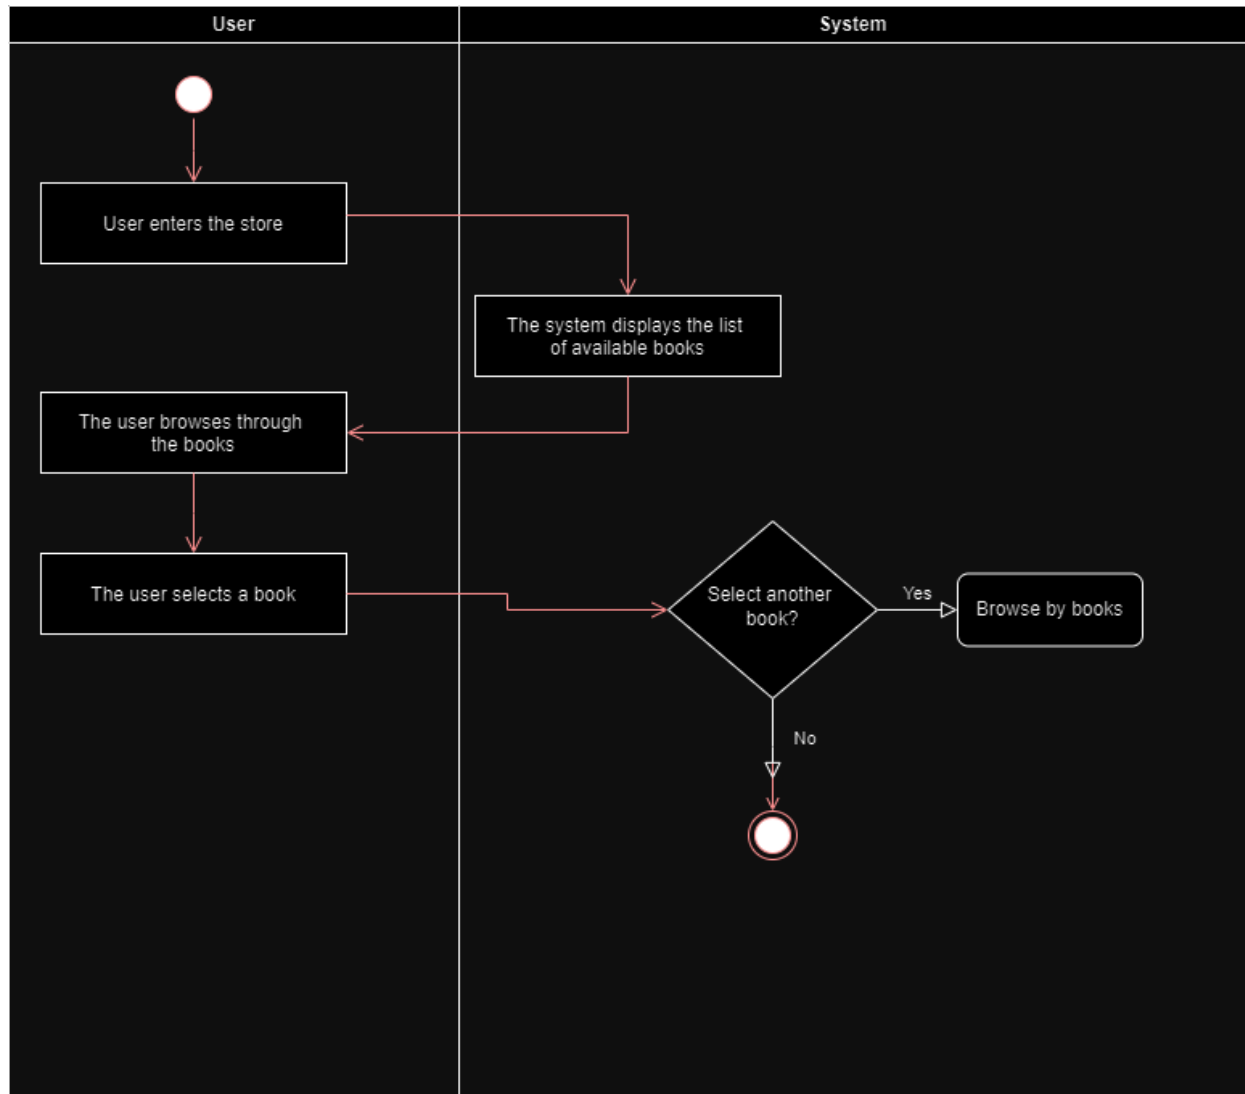 User
System
User enters the store
The system displays the list
of available books
The user browses through
the books
The user selects a book
Select another
book?
Yes
Browse by books
No